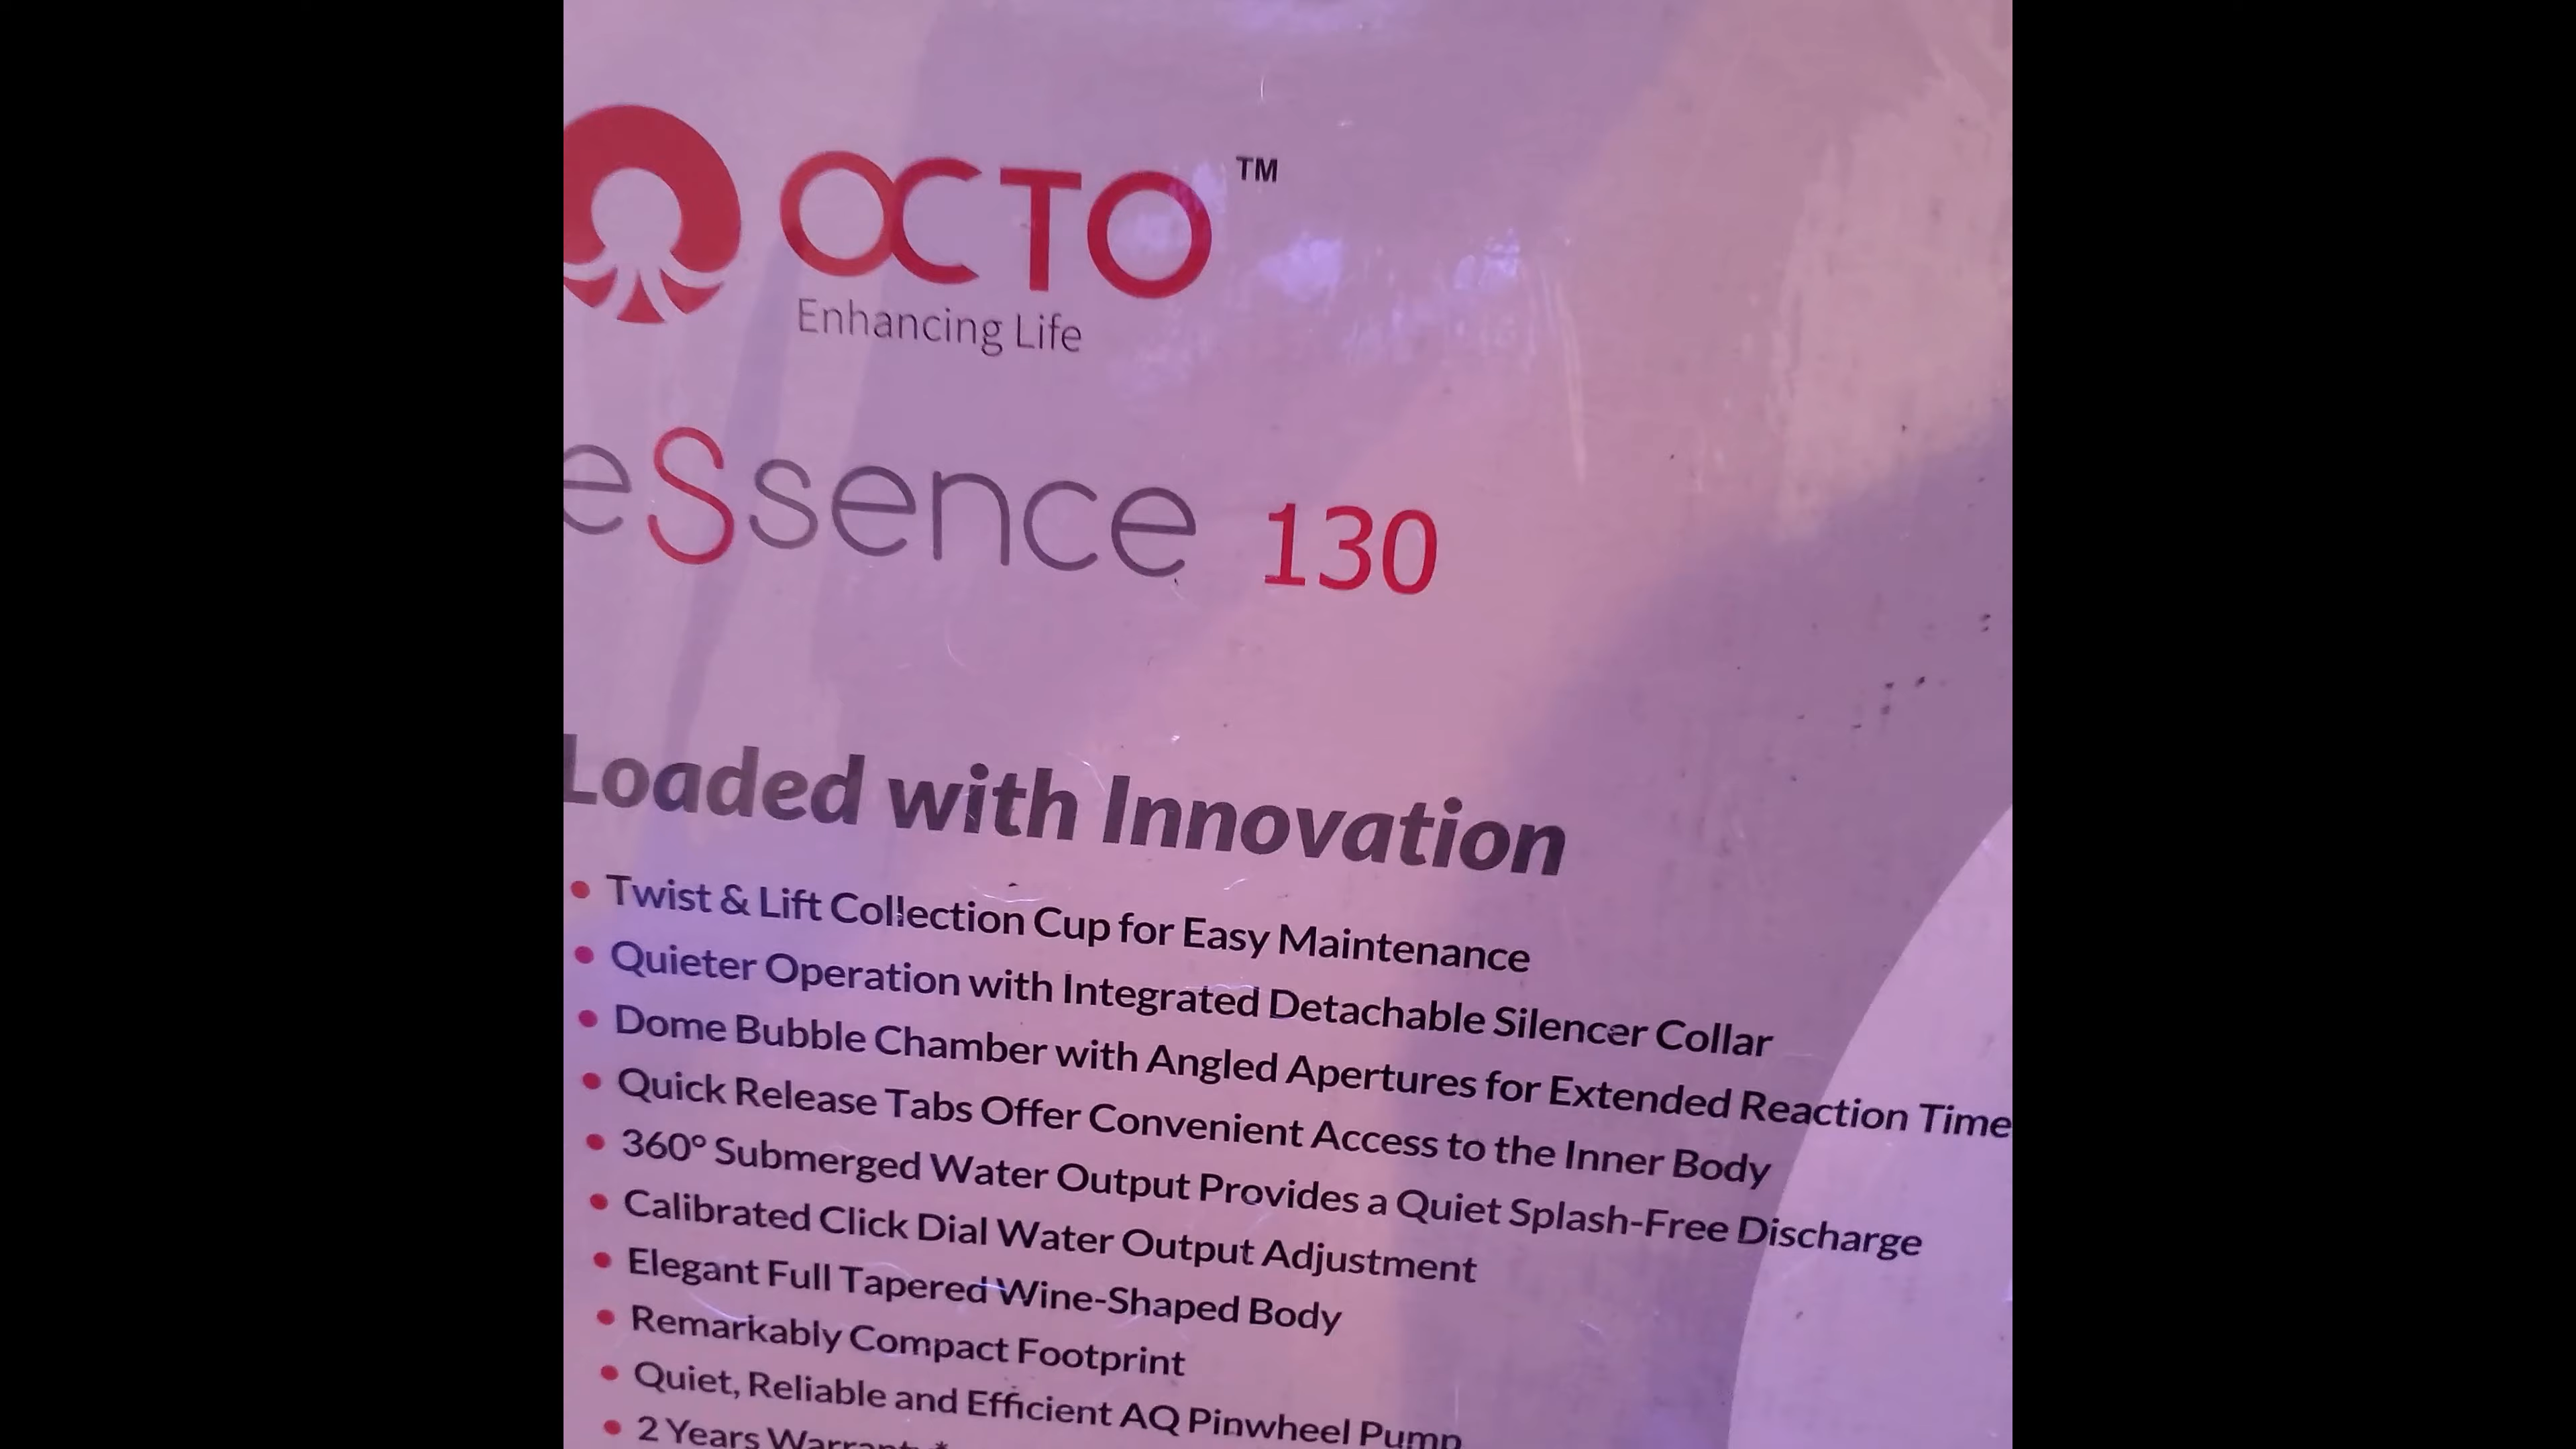 OCTO™
Enhancing Life
eSsence 130
Loaded with Innovation
• Twist & Lift Collection Cup for Easy Maintenance
• Quieter Operation with Integrated Detachable Silencer Collar
• Dome Bubble Chamber with Angled Apertures for Extended Reaction Time
• Quick Release Tabs Offer Convenient Access to the Inner Body
• 360° Submerged Water Output Provides a Quiet Splash-Free Discharge
• Calibrated Click Dial Water Output Adjustment
• Elegant Full Tapered Wine-Shaped Body
• Remarkably Compact Footprint
• Quiet, Reliable and Efficient AQ Pinwheel Pump
• 2 Years Warranty*